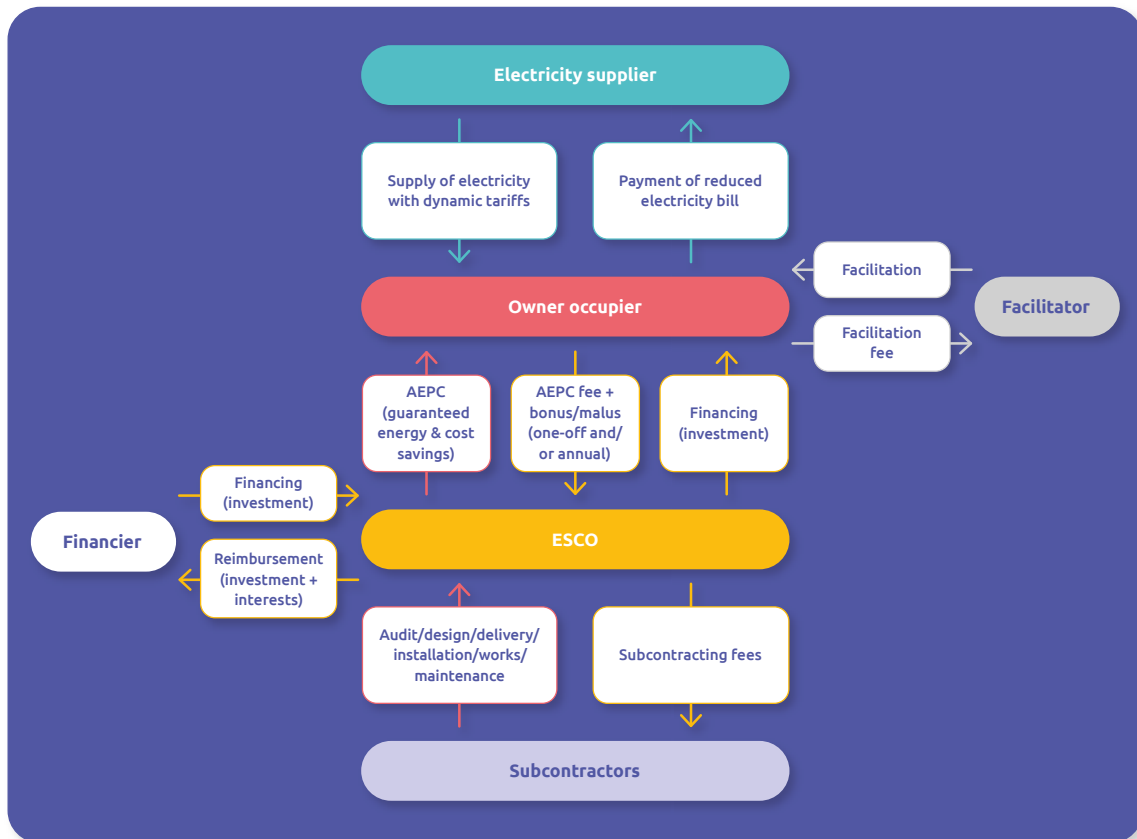 Electricity supplier
Supply of electricity
with dynamic tariffs
Payment of reduced
electricity bill
Facilitation
Owner occupier
Facilitator
Facilitation
fee
AEPC
(guaranteed
energy & cost
savings)
AEPC fee +
bonus/malus
(one-off and/
or annual)
Financing
(investment)
Financing
(investment)
Financier
ESCO
Reimbursement
(investment +
interests)
Audit/design/delivery/
installation/works/
maintenance
Subcontracting fees
Subcontractors